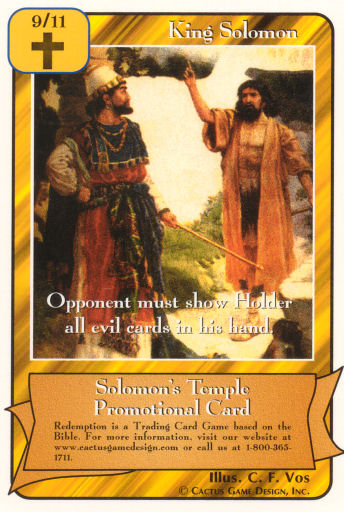 9/11
King Solomon
Opponent must show Holder
all evil cards in his hand.
Solomon's Temple
Promotional Card
Redemption is a Trading Card Game based on the
Bible. For more information, visit our website at
www.cactusgamedesign.com or call us at 1-800-365-
1711.
Illus. C. F. Vos
© Cactus Game Design, Inc.